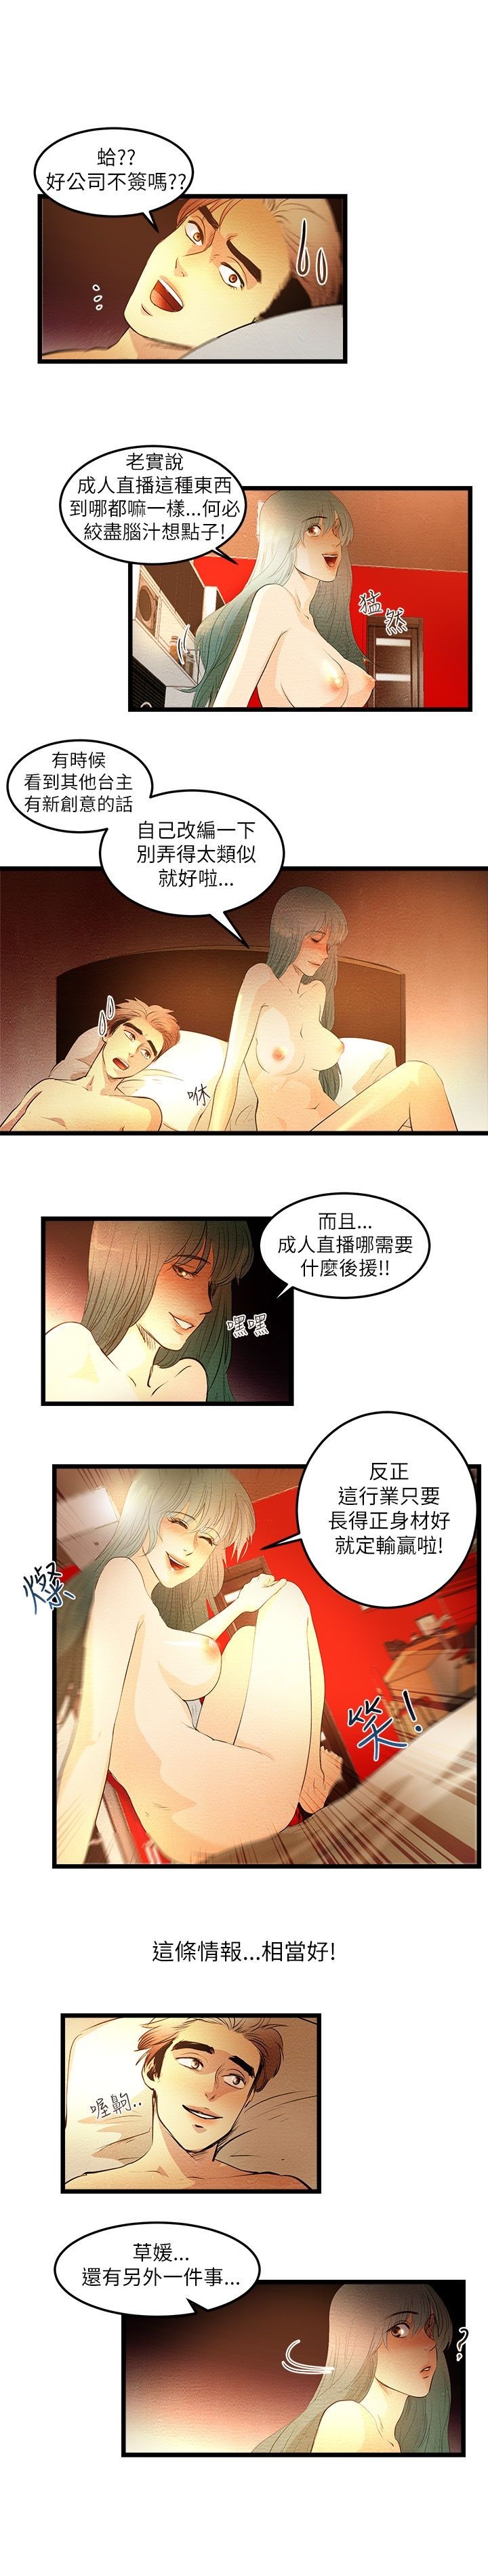 蛤??
好公司不簽嗎??
老實說
成人直播這種東西
到哪都嘛一樣...何必
絞盡腦汁想點子!
猛然
有時候
看到其他台主
有新創意的話
自己改編一下
別弄得太類似
就好啦...
咻
而且...
成人直播哪需要
什麼後援!!
嘿嘿
反正
這行業只要
長得正身材好
就定輸贏啦!
燦
笑!
這條情報...相當好!
喔齁..
草媛...
還有另外一件事...
?